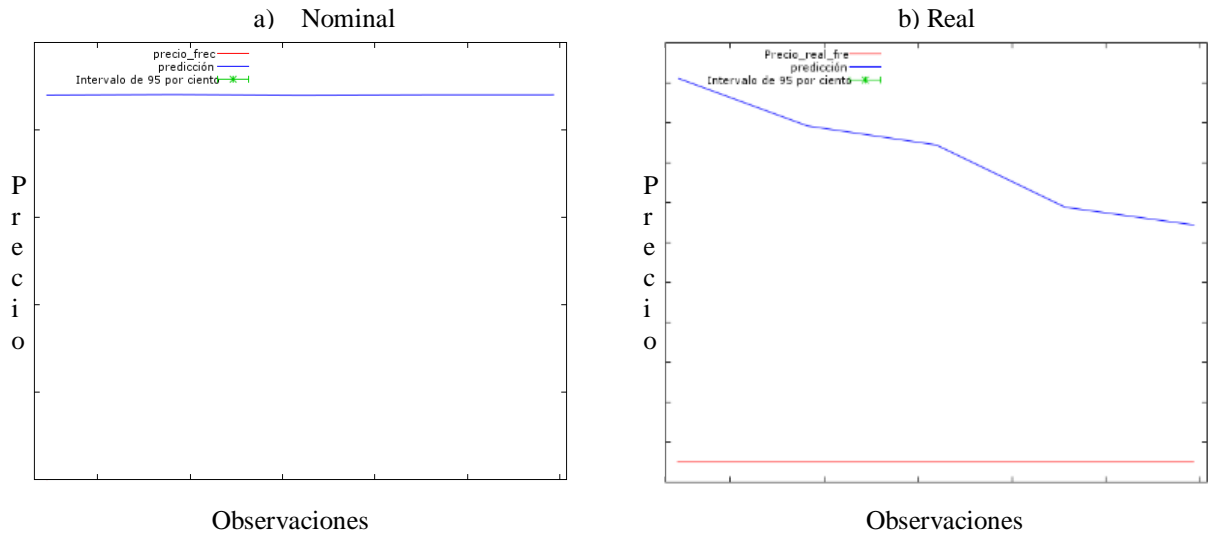 a) Nominal
precio_frec
predicción
Intervalo de 95 por ciento
P
r
e
c
i
o
Observaciones
b) Real
Precio_real_fre
predicción
Intervalo de 95 por ciento
P
r
e
c
i
o
Observaciones